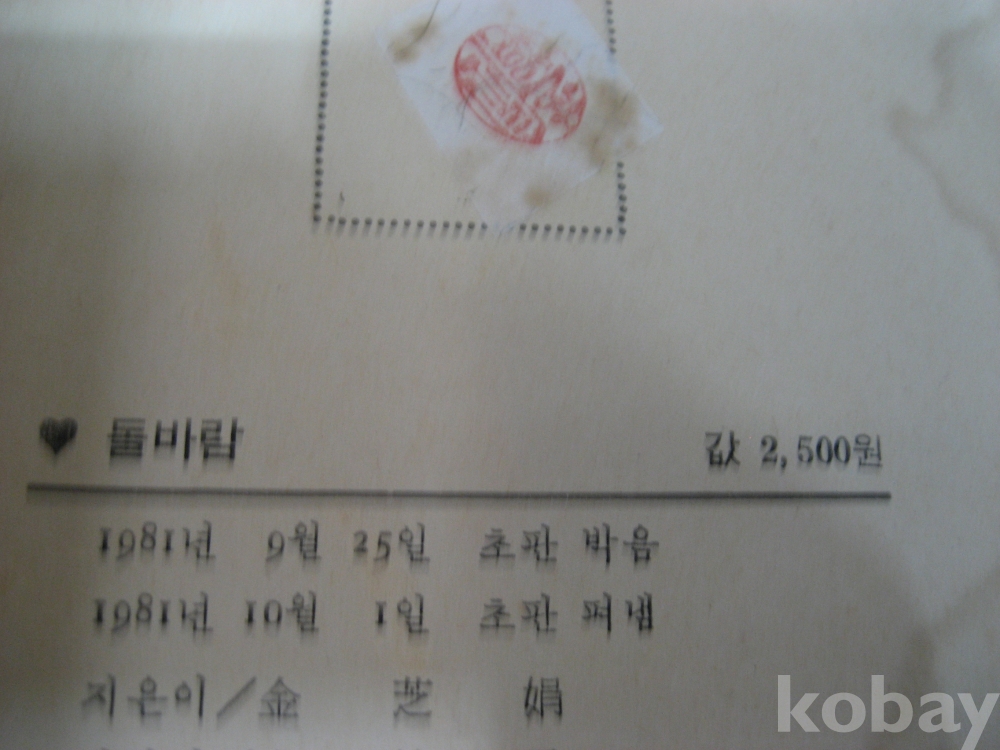 ♥ 돌바람 값 2,500원
1981년 9월 25일 초판 박음
1981년 10월 1일 초판 펴냄
지은이／金 芝 娟
kobay